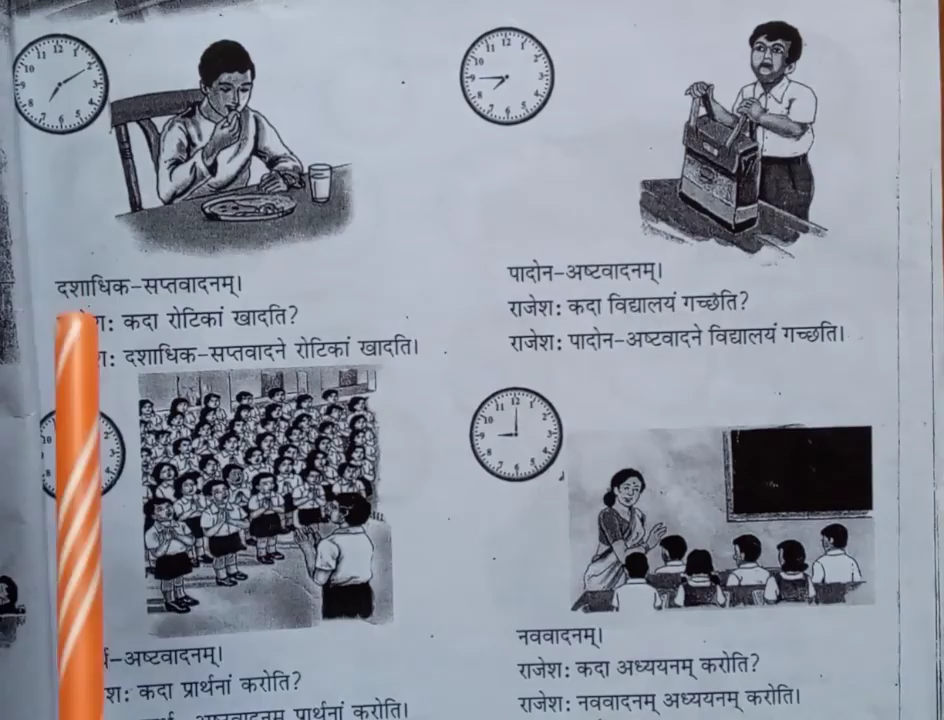 दशाधिक-सप्तवादनम्।
कदा रोटिकां खादति?
दशाधिक-सप्तवादने रोटिकां खादति।
पादोन-अष्टवादनम्।
राजेश: कदा विद्यालयं गच्छति?
राजेश: पादोन-अष्टवादने विद्यालयं गच्छति।
-अष्टवादनम्।
कदा प्रार्थनां करोति?
प्रार्थनां करोति।
नववादनम्।
राजेश: कदा अध्ययनम् करोति?
राजेश: नववादनम् अध्ययनम् करोति।